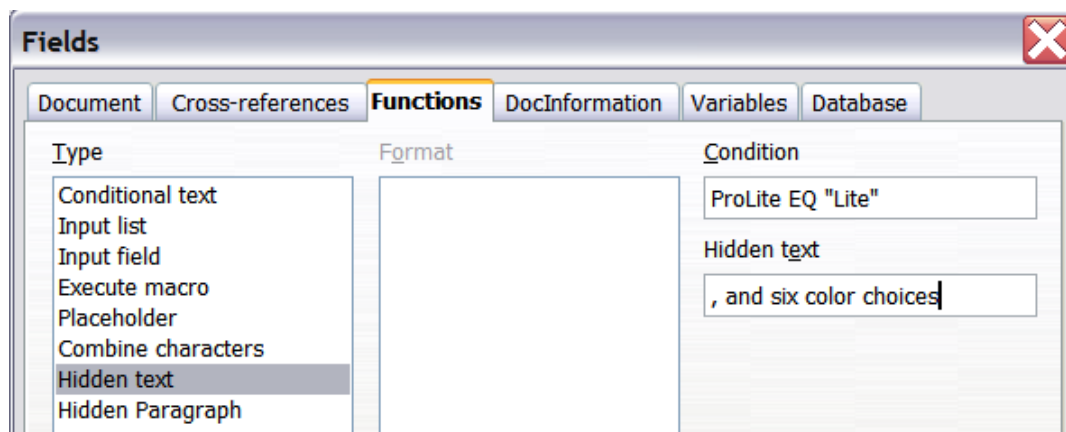 Fields
Document Cross-references Functions DocInformation Variables Database
Type Format Condition
Conditional text
Input list
Input field
Execute macro
Placeholder
Combine characters
Hidden text
Hidden Paragraph
ProLite EQ "Lite"
Hidden text
, and six color choices